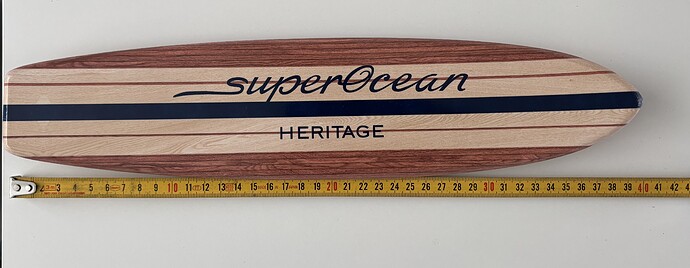 superOcean
HERITAGE
3 4 5 6 7 10 11 12 13 14 15 16 17 18 19 20 21 22 23 24 25 26 27 28 29 30 31 32 33 34 35 36 37 38 39 40 41 42